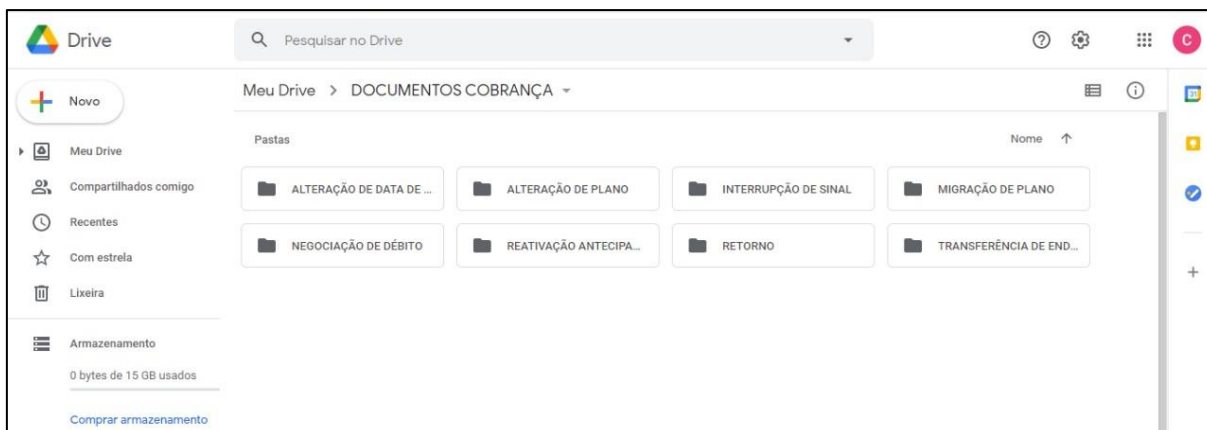 Drive
Pesquisar no Drive
C
Novo
Meu Drive > DOCUMENTOS COBRANÇA
31
Pastas
Nome
Meu Drive
Compartilhados comigo
Recentes
Com estrela
Lixeira
ALTERAÇÃO DE DATA DE ...
ALTERAÇÃO DE PLANO
INTERRUPÇÃO DE SINAL
MIGRAÇÃO DE PLANO
NEGOCIAÇÃO DE DÉBITO
REATIVAÇÃO ANTECIPA...
RETORNO
TRANSFERÊNCIA DE END...
Armazenamento
0 bytes de 15 GB usados
Comprar armazenamento